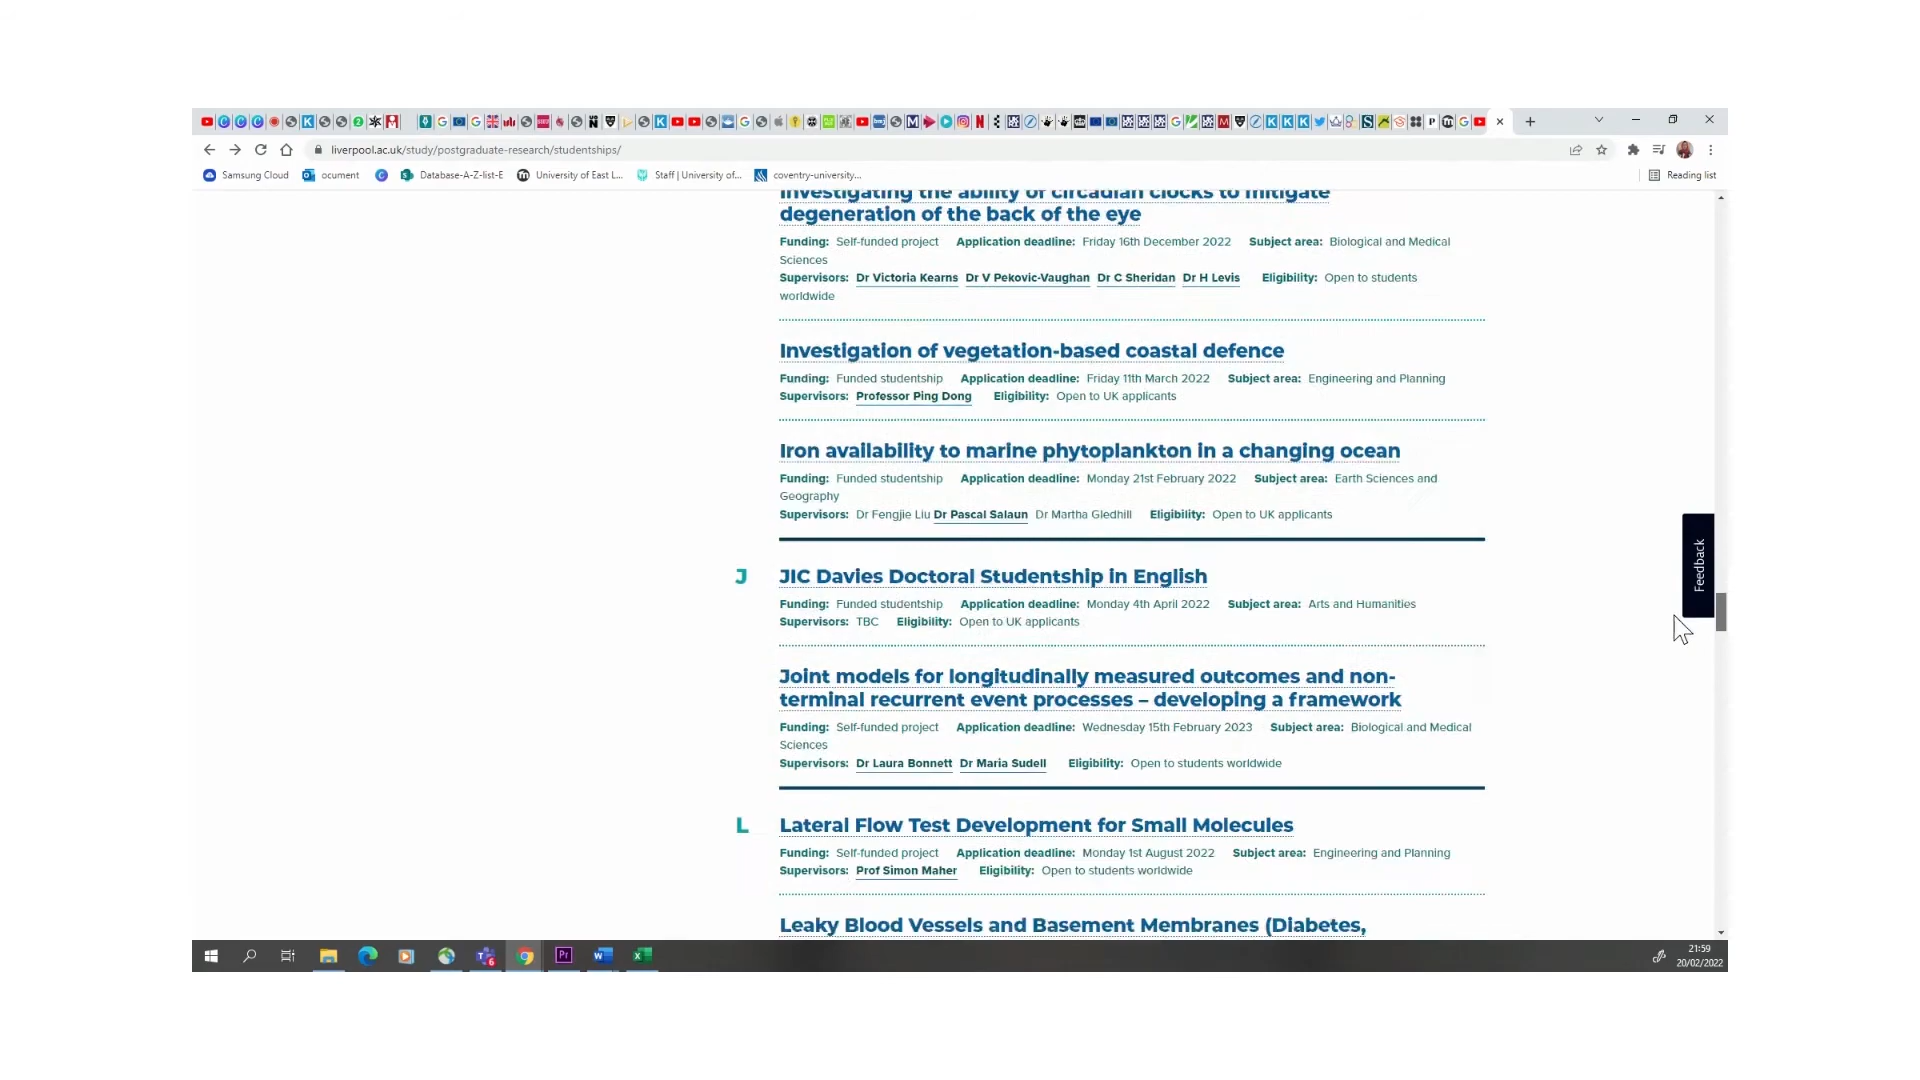 liverpool.ac.uk/study/postgraduate-research/studentships/
Samsung Cloud ocument Database-A-Z-list-E University of East L... Staff | University of... coventry-university... Reading list
Investigating the ability of circadian clocks to mitigate
degeneration of the back of the eye
Funding: Self-funded project Application deadline: Friday 16th December 2022 Subject area: Biological and Medical
Sciences
Supervisors: Dr Victoria Kearns Dr V Pekovic-Vaughan Dr C Sheridan Dr H Levis Eligibility: Open to students
worldwide
Investigation of vegetation-based coastal defence
Funding: Funded studentship Application deadline: Friday 11th March 2022 Subject area: Engineering and Planning
Supervisors: Professor Ping Dong Eligibility: Open to UK applicants
Iron availability to marine phytoplankton in a changing ocean
Funding: Funded studentship Application deadline: Monday 21st February 2022 Subject area: Earth Sciences and
Geography
Supervisors: Dr Fengjie Liu Dr Pascal Salaun Dr Martha Gledhill Eligibility: Open to UK applicants
Feedback
J JIC Davies Doctoral Studentship in English
Funding: Funded studentship Application deadline: Monday 4th April 2022 Subject area: Arts and Humanities
Supervisors: TBC Eligibility: Open to UK applicants
Joint models for longitudinally measured outcomes and non-
terminal recurrent event processes – developing a framework
Funding: Self-funded project Application deadline: Wednesday 15th February 2023 Subject area: Biological and Medical
Sciences
Supervisors: Dr Laura Bonnett Dr Maria Sudell Eligibility: Open to students worldwide
L Lateral Flow Test Development for Small Molecules
Funding: Self-funded project Application deadline: Monday 1st August 2022 Subject area: Engineering and Planning
Supervisors: Prof Simon Maher Eligibility: Open to students worldwide
Leaky Blood Vessels and Basement Membranes (Diabetes,
21:59
20/02/2022